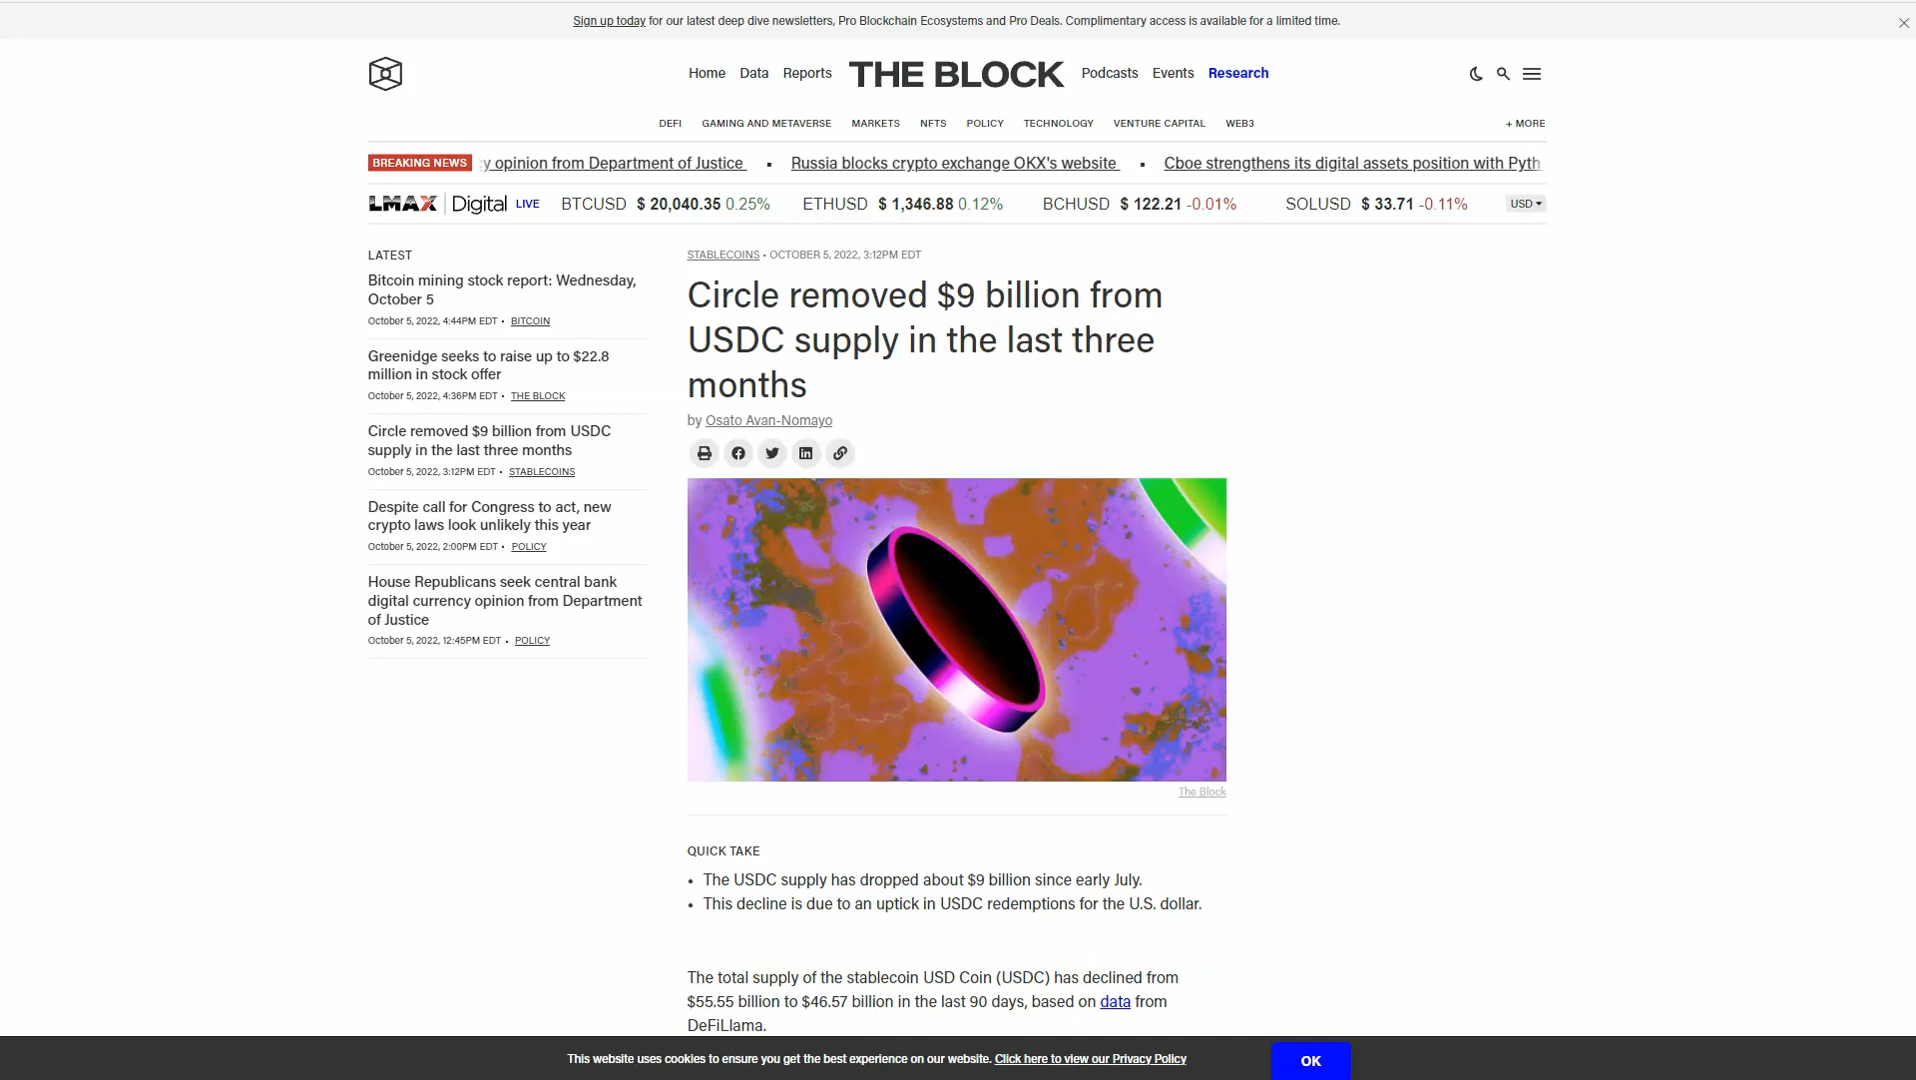 Sign up today for our latest deep dive newsletters, Pro Blockchain Ecosystems and Pro Deals. Complimentary access is available for a limited time.
Home Data Reports THE BLOCK Podcasts Events Research
DEFI GAMING AND METAVERSE MARKETS NFTS POLICY TECHNOLOGY VENTURE CAPITAL WEB3 + MORE
BREAKING NEWS y opinion from Department of Justice ▪ Russia blocks crypto exchange OKX's website ▪ Cboe strengthens its digital assets position with Pyth
LMAX Digital LIVE BTCUSD $ 20,040.35 0.25% ETHUSD $ 1,346.88 0.12% BCHUSD $ 122.21 -0.01% SOLUSD $ 33.71 -0.11% USD
LATEST
Bitcoin mining stock report: Wednesday,
October 5
October 5, 2022, 4:44PM EDT • BITCOIN
Greenidge seeks to raise up to $22.8
million in stock offer
October 5, 2022, 4:36PM EDT • THE BLOCK
Circle removed $9 billion from USDC
supply in the last three months
October 5, 2022, 3:12PM EDT • STABLECOINS
Despite call for Congress to act, new
crypto laws look unlikely this year
October 5, 2022, 2:00PM EDT • POLICY
House Republicans seek central bank
digital currency opinion from Department
of Justice
October 5, 2022, 12:45PM EDT • POLICY
STABLECOINS • OCTOBER 5, 2022, 3:12PM EDT
Circle removed $9 billion from
USDC supply in the last three
months
by Osato Avan-Nomayo
The Block
QUICK TAKE
• The USDC supply has dropped about $9 billion since early July.
• This decline is due to an uptick in USDC redemptions for the U.S. dollar.
The total supply of the stablecoin USD Coin (USDC) has declined from
$55.55 billion to $46.57 billion in the last 90 days, based on data from
DeFiLlama.
This website uses cookies to ensure you get the best experience on our website. Click here to view our Privacy Policy
OK